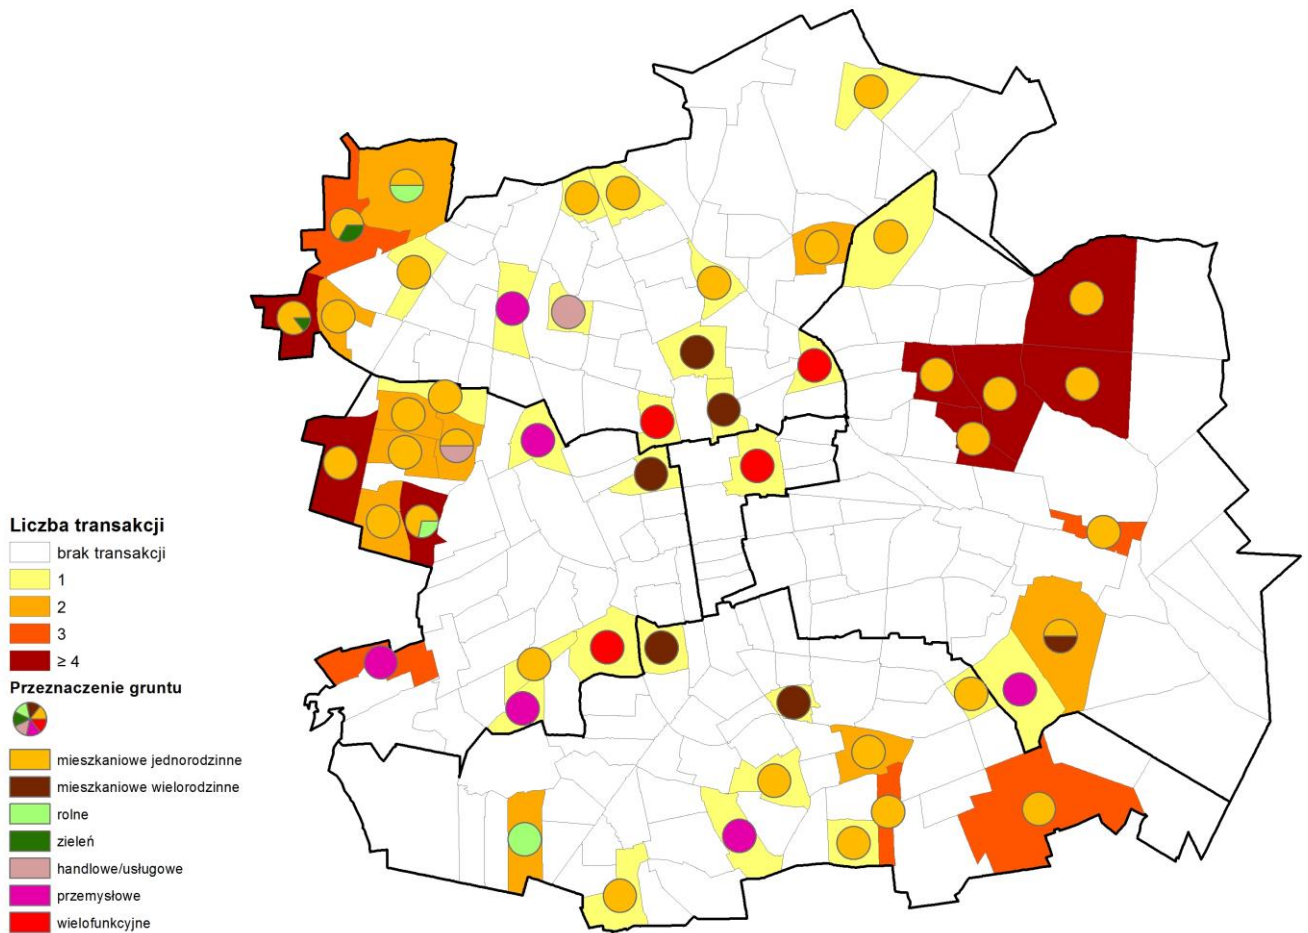 Liczba transakcji
brak transakcji
1
2
3
≥ 4
Przeznaczenie gruntu
mieszkaniowe jednorodzinne
mieszkaniowe wielorodzinne
rolne
zieleń
handlowe/usługowe
przemysłowe
wielofunkcyjne